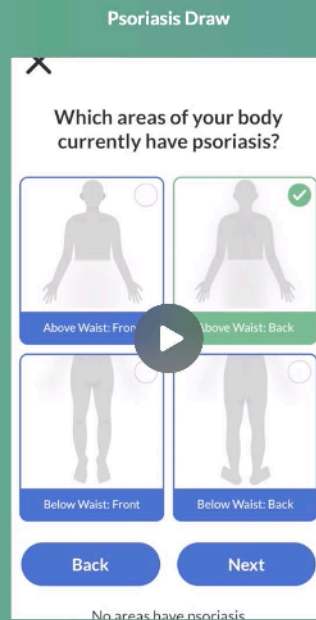 Psoriasis Draw
Which areas of your body
currently have psoriasis?
Above Waist: Front
Above Waist: Back
Below Waist: Front
Below Waist: Back
Back
Next
No areas have psoriasis